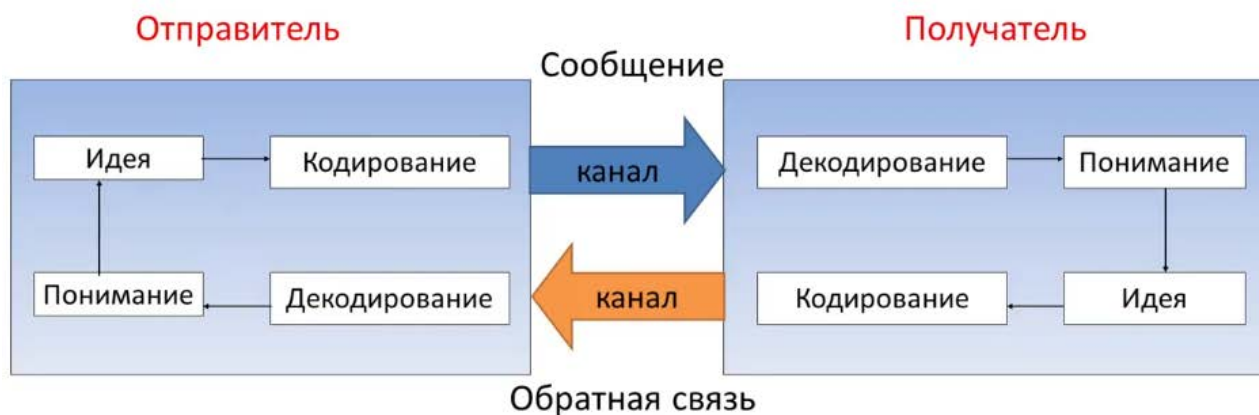 Отправитель
Получатель
Сообщение
Идея
Кодирование
канал
Декодирование
Понимание
Понимание
Декодирование
канал
Кодирование
Идея
Обратная связь